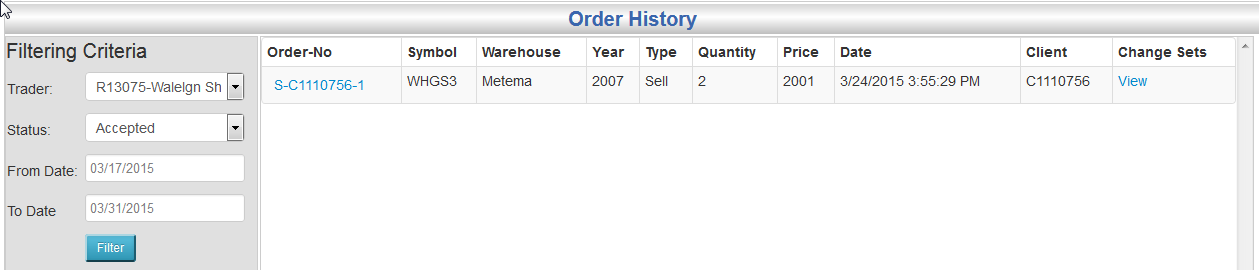 Order History
Filtering Criteria
Trader: R13075-Walelgn Sh
Status: Accepted
From Date: 03/17/2015
To Date 03/31/2015
Filter
Order-No Symbol Warehouse Year Type Quantity Price Date Client Change Sets
S-C1110756-1 WHGS3 Metema 2007 Sell 2 2001 3/24/2015 3:55:29 PM C1110756 View